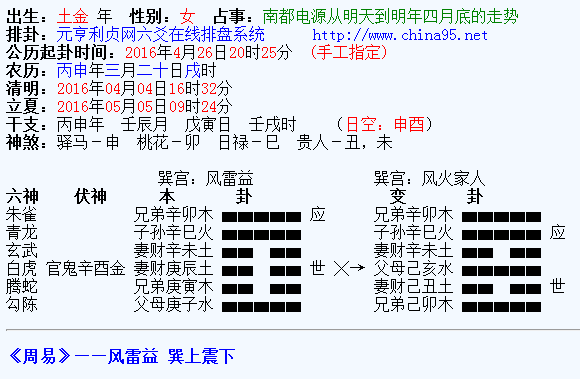 出生：土金 年 性别：女 占事：南都电源从明天到明年四月底的走势
排卦：元亨利贞网六爻在线排盘系统 http://www.china95.net
公历起卦时间：2016年4月26日20时25分 （手工指定）
农历：丙申年三月二十日戌时
清明：2016年04月04日16时32分
立夏：2016年05月05日09时24分
干支：丙申年 壬辰月 戊寅日 壬戌时 （日空：申酉）
神煞：驿马－申 桃花－卯 日禄－巳 贵人－丑，未
巽宫：风雷益 巽宫：风火家人
六神 伏神 本 卦 变 卦
朱雀 兄弟辛卯木 应 兄弟辛卯木
青龙 子孙辛巳火 子孙辛巳火 应
玄武 妻财辛未土 妻财辛未土
白虎 官鬼辛酉金 妻财庚辰土 世 ╳→ 父母己亥水
腾蛇 兄弟庚寅木 妻财己丑土 世
勾陈 父母庚子水 兄弟己卯木
《周易》－－风雷益 巽上震下